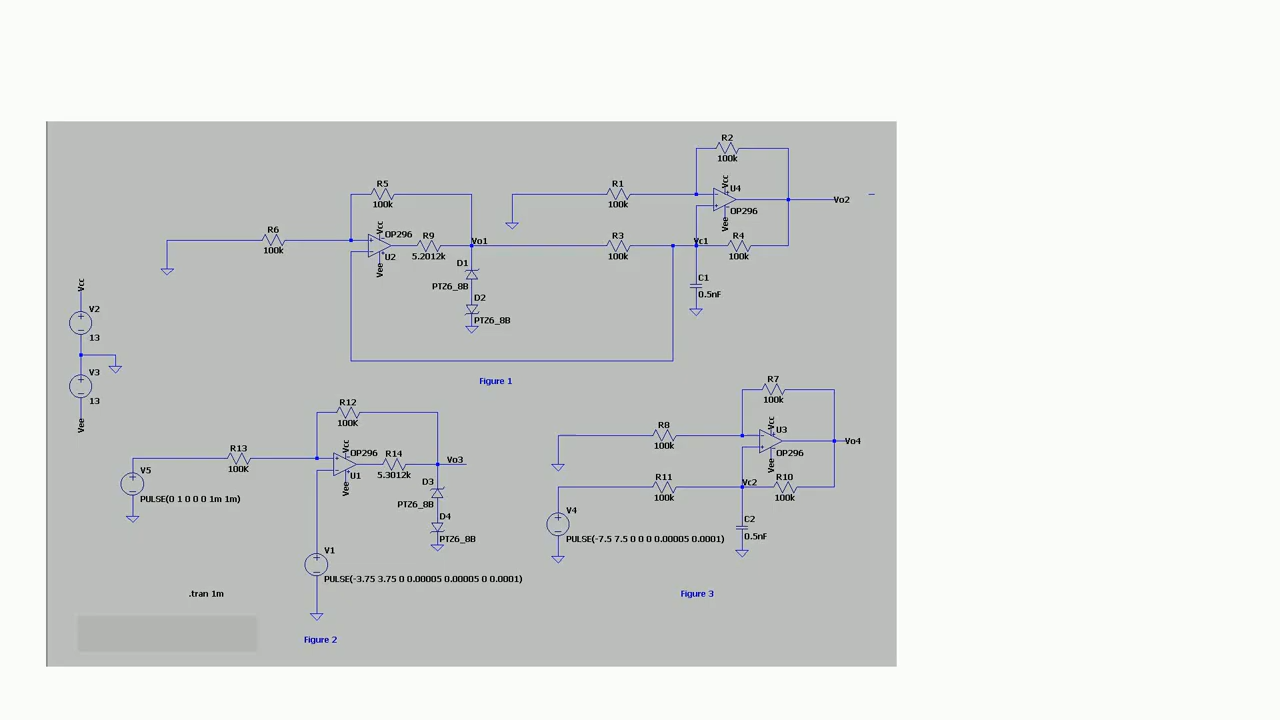 R2
100k
Vcc
U4
OP296
Vee
Vo2
R1
100k
R5
100k
R6
100k
Vcc
OP296
U2
Vee
R9
5.2012k
Vo1
R3
100k
Vc1
R4
100k
D1
PTZ6_8B
D2
PTZ6_8B
C1
0.5nF
Vcc
V2
13
V3
13
Vee
Figure 1
R7
100k
Vcc
U3
OP296
Vee
Vo4
R8
100k
R12
100K
R13
100K
Vcc
OP296
U1
Vee
R14
5.3012k
Vo3
V5
PULSE(0 1 0 0 0 1m 1m)
D3
PTZ6_8B
D4
PTZ6_8B
R11
100k
Vc2
R10
100k
V4
PULSE(-7.5 7.5 0 0 0 0.00005 0.0001)
C2
0.5nF
V1
PULSE(-3.75 3.75 0 0.00005 0.00005 0 0.0001)
.tran 1m
Figure 3
Figure 2